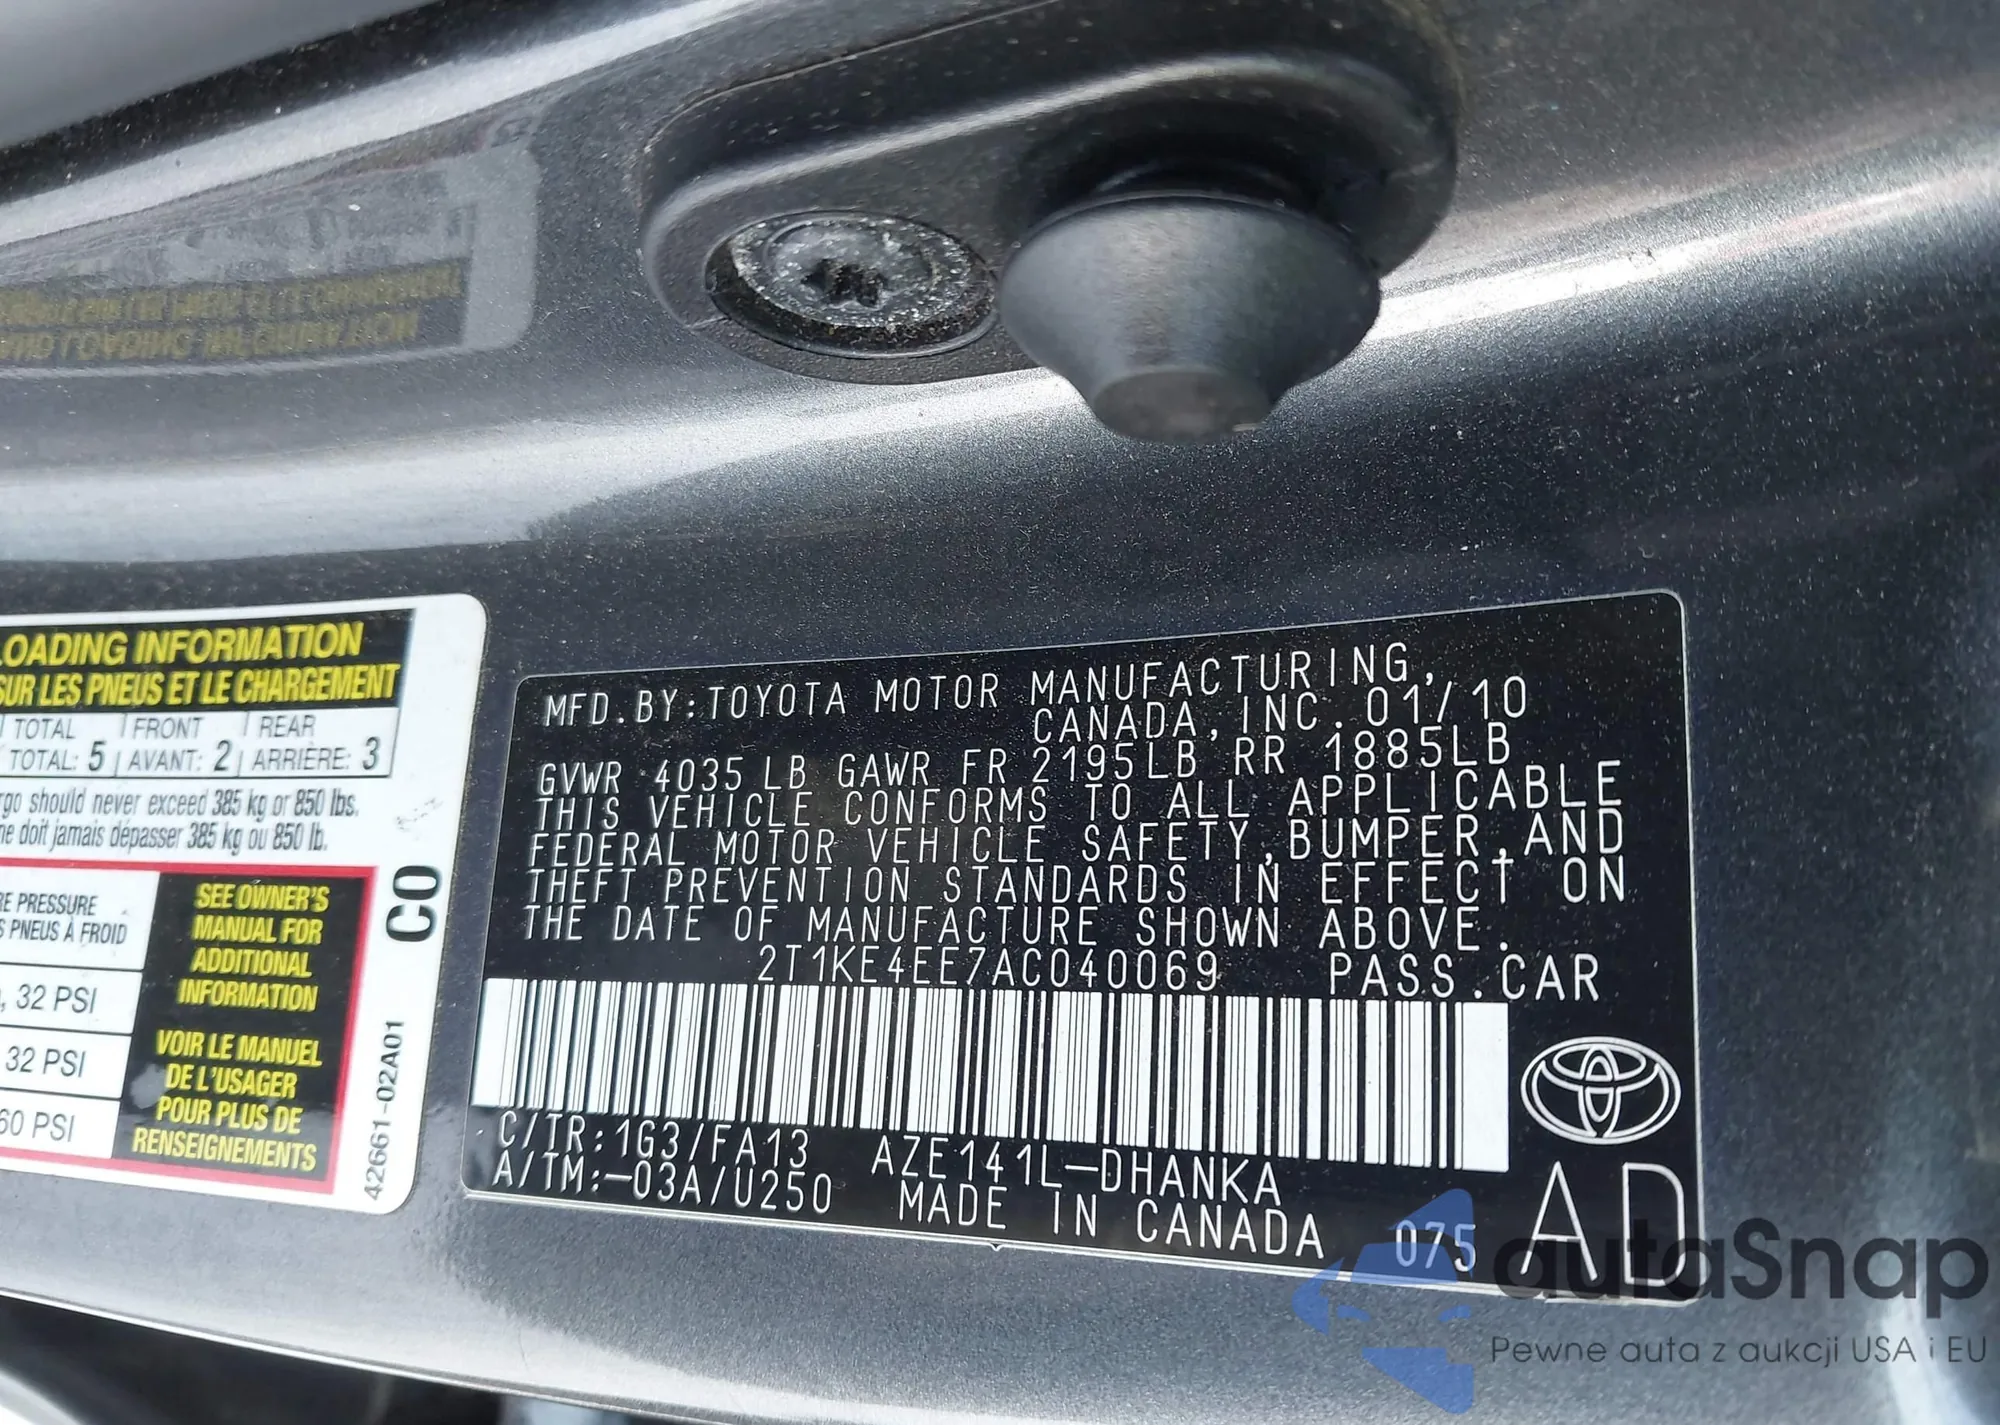 LOADING INFORMATION
SUR LES PNEUS ET LE CHARGEMENT
TOTAL FRONT REAR
TOTAL: 5 AVANT: 2 ARRIÈRE: 3
should never exceed 385 kg or 850 lbs.
ne doit jamais dépasser 385 kg ou 850 lb.
PRESSURE
PNEUS À FROID
32 PSI
32 PSI
60 PSI
SEE OWNER'S
MANUAL FOR
ADDITIONAL
INFORMATION
VOIR LE MANUEL
DE L'USAGER
POUR PLUS DE
RENSEIGNEMENTS
CO
42661-02A01
MFD.BY:TOYOTA MOTOR MANUFACTURING,
CANADA,INC.01/10
GVWR 4035LB GAWR FR 2195LB RR 1885LB
THIS VEHICLE CONFORMS TO ALL APPLICABLE
FEDERAL MOTOR VEHICLE SAFETY,BUMPER,AND
THEFT PREVENTION STANDARDS IN EFFECT ON
THE DATE OF MANUFACTURE SHOWN ABOVE.
2T1KE4EE7AC040069 PASS.CAR
C/TR:1G3/FA13 AZE141L-DHANKA
A/TM:-03A/U250 MADE IN CANADA 075
AD
autaSnap
Pewne auta z aukcji USA i EU